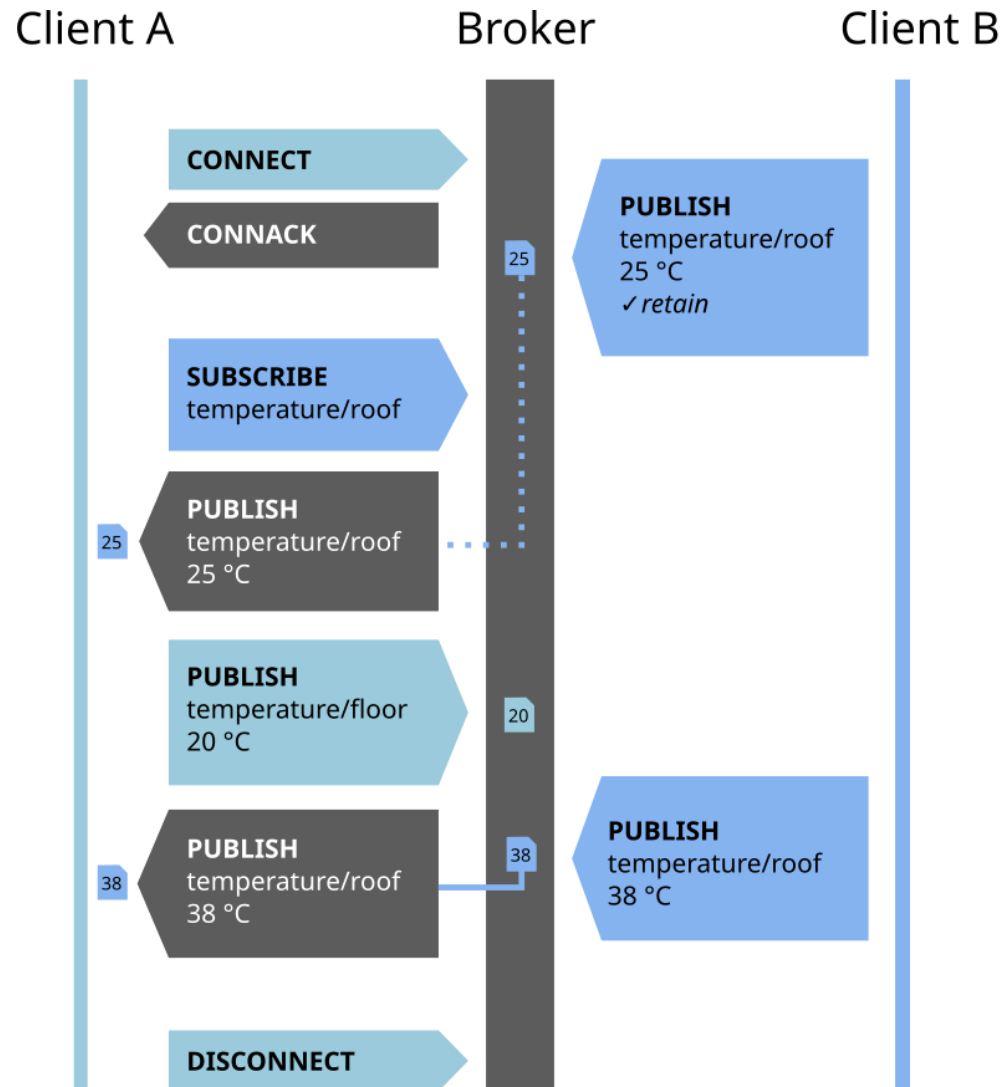 Client A
Broker
Client B
CONNECT
PUBLISH
temperature/roof
25 °C
✓retain
CONNACK
25
SUBSCRIBE
temperature/roof
PUBLISH
temperature/roof
25 °C
25
PUBLISH
temperature/floor
20 °C
20
PUBLISH
temperature/roof
38 °C
38
PUBLISH
temperature/roof
38 °C
38
DISCONNECT